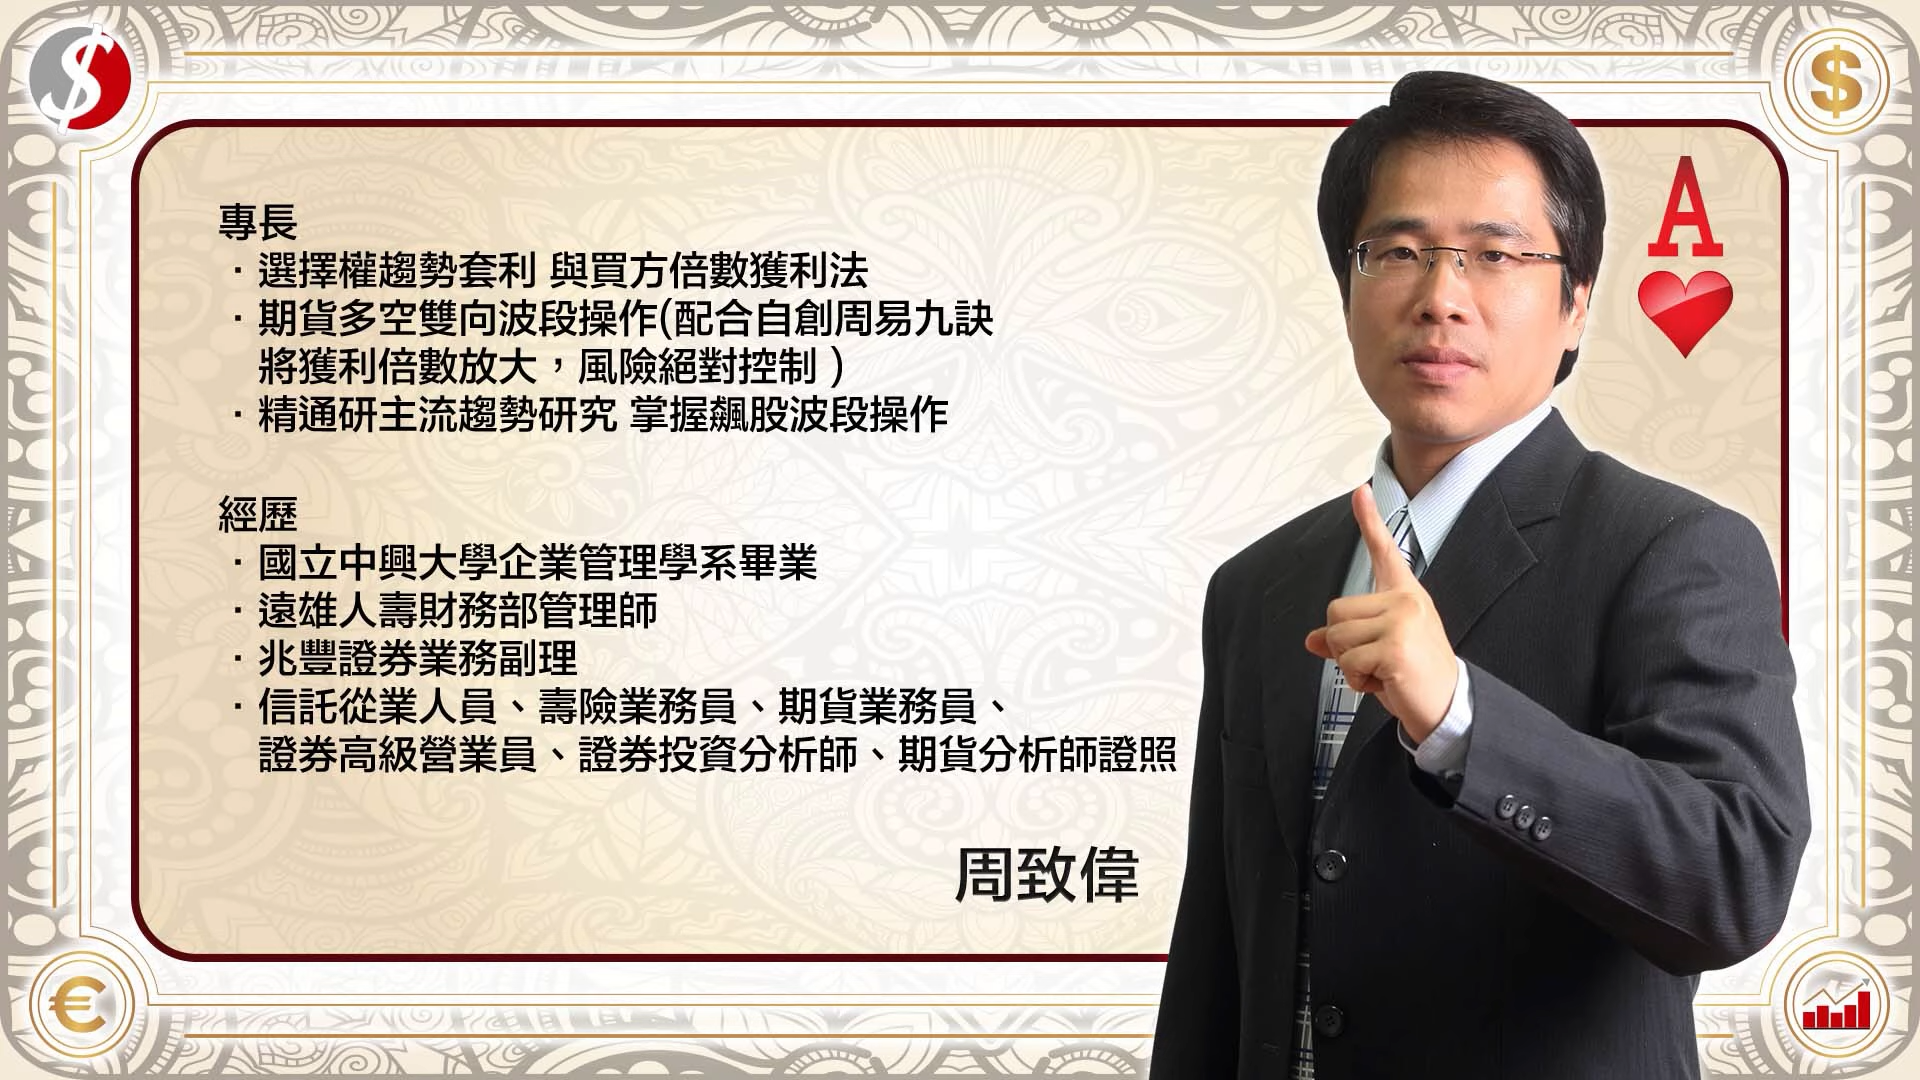 專長
·選擇權趨勢套利 與買方倍數獲利法
·期貨多空雙向波段操作(配合自創周易九訣
將獲利倍數放大，風險絕對控制 )
·精通研主流趨勢研究 掌握飆股波段操作
經歷
·國立中興大學企業管理學系畢業
·遠雄人壽財務部管理師
·兆豐證券業務副理
·信託從業人員、壽險業務員、期貨業務員、
證券高級營業員、證券投資分析師、期貨分析師證照
周致偉
A
$
$
€